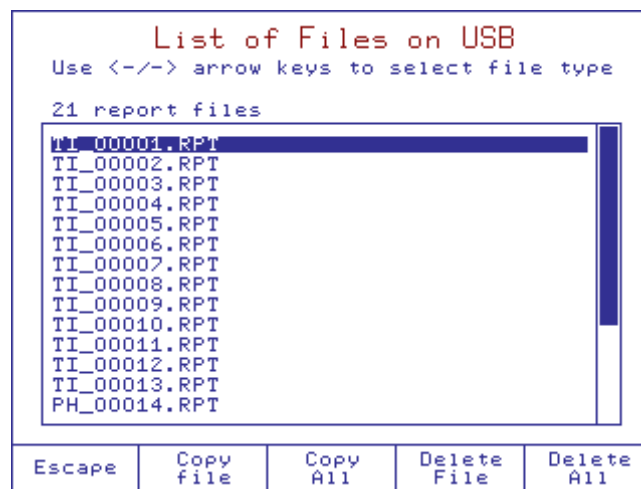 List of Files on USB
Use <-/-> arrow keys to select file type
21 report files
TI_00001.RPT
TI_00002.RPT
TI_00003.RPT
TI_00004.RPT
TI_00005.RPT
TI_00006.RPT
TI_00007.RPT
TI_00008.RPT
TI_00009.RPT
TI_00010.RPT
TI_00011.RPT
TI_00012.RPT
TI_00013.RPT
PH_00014.RPT
Escape
Copy
file
Copy
All
Delete
File
Delete
All